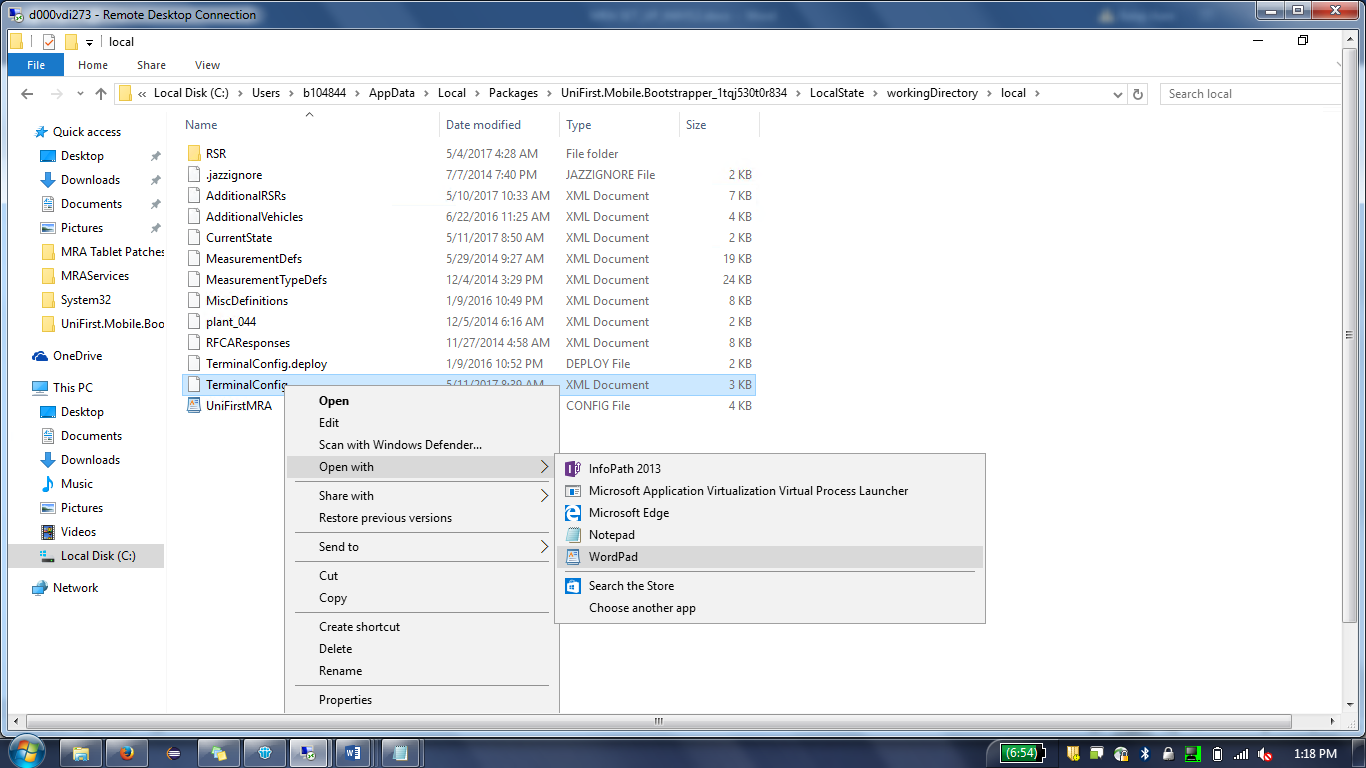 d000vdi273 - Remote Desktop Connection
local
File Home Share View
« Local Disk (C:) Users b104844 AppData Local Packages UniFirst.Mobile.Bootstrapper_1tqj530t0r834 LocalState workingDirectory local
Search local
Quick access
Desktop
Downloads
Documents
Pictures
MRA Tablet Patches
MRAServices
System32
UniFirst.Mobile.Boo
OneDrive
This PC
Desktop
Documents
Downloads
Music
Pictures
Videos
Local Disk (C:)
Network
Name Date modified Type Size
RSR 5/4/2017 4:28 AM File folder
.jazzignore 7/7/2014 7:40 PM JAZZIGNORE File 2 KB
AdditionalRSRs 5/10/2017 10:33 AM XML Document 7 KB
AdditionalVehicles 6/22/2016 11:25 AM XML Document 4 KB
CurrentState 5/11/2017 8:50 AM XML Document 2 KB
MeasurementDefs 5/29/2014 9:27 AM XML Document 19 KB
MeasurementTypeDefs 12/4/2014 3:29 PM XML Document 24 KB
MiscDefinitions 1/9/2016 10:49 PM XML Document 8 KB
plant_044 12/5/2014 6:16 AM XML Document 2 KB
RFCAResponses 11/27/2014 4:58 AM XML Document 8 KB
TerminalConfig.deploy 1/9/2016 10:52 PM DEPLOY File 2 KB
TerminalConfig 5/11/2017 8:39 AM XML Document 3 KB
UniFirstMRA CONFIG File 4 KB
Open
Edit
Scan with Windows Defender...
Open with
Share with
Restore previous versions
Send to
Cut
Copy
Create shortcut
Delete
Rename
Properties
InfoPath 2013
Microsoft Application Virtualization Virtual Process Launcher
Microsoft Edge
Notepad
WordPad
Search the Store
Choose another app
(6:54)
1:18 PM